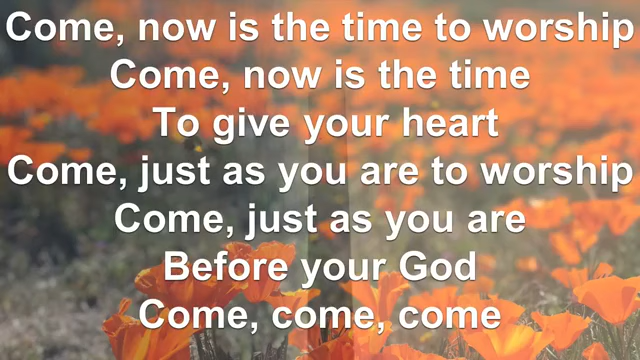 Come, now is the time to worship
Come, now is the time
To give your heart
Come, just as you are to worship
Come, just as you are
Before your God
Come, come, come